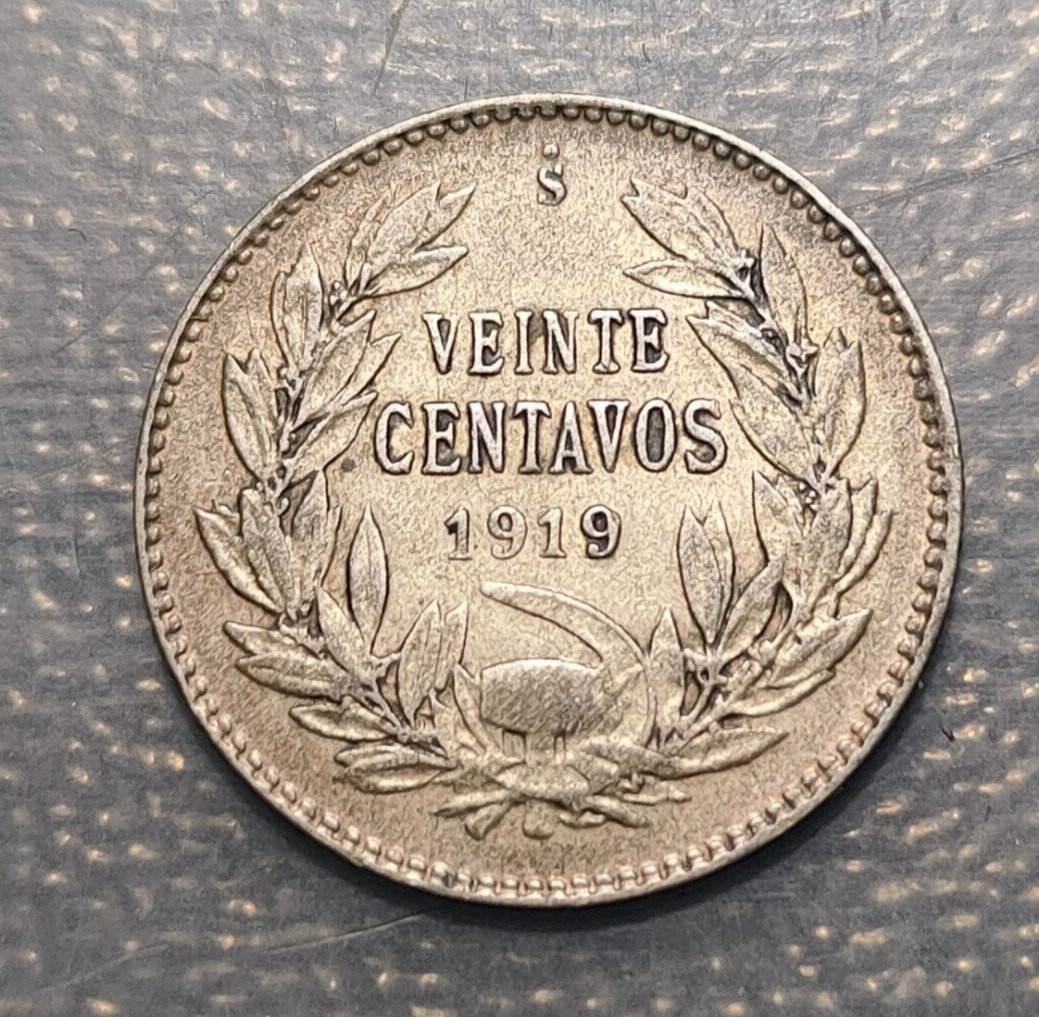 Ṡ
VEINTE
CENTAVOS
1919